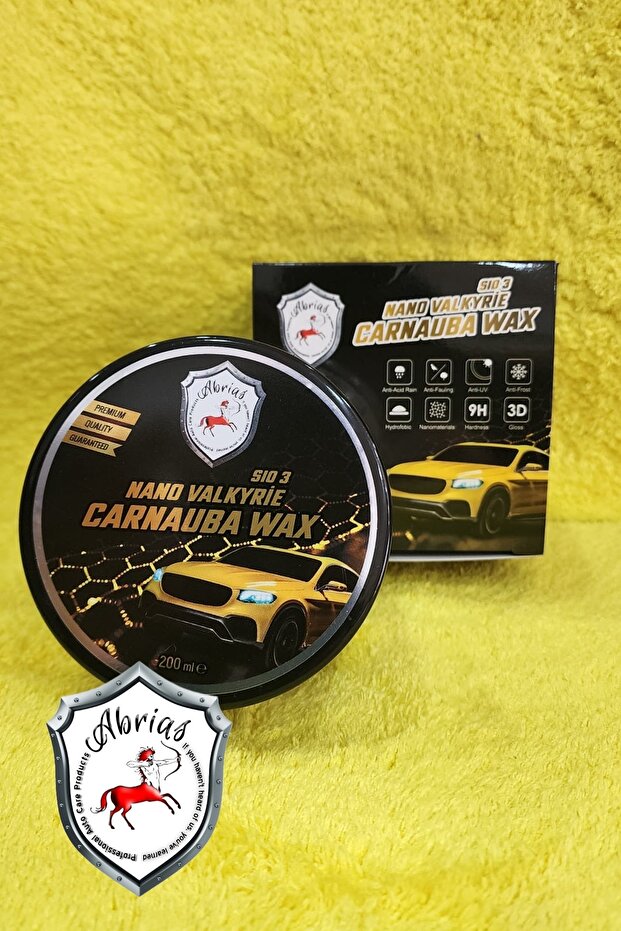 Abrias
SIO 3
NANO VALKYRİE
CARNAUBA WAX
Anti-Acid Rain
Anti-Fauling
Anti-UV
Anti-Frost
9H
3D
Hydrofobic
Nanomaterials
Hardness
Gloss
PREMIUM
QUALITY
GUARANTEED
Abrias
SIO 3
NANO VALKYRİE
CARNAUBA WAX
200 ml ℮
Abrias
Professional Auto Care Products
If you haven't heard of us, you've learned